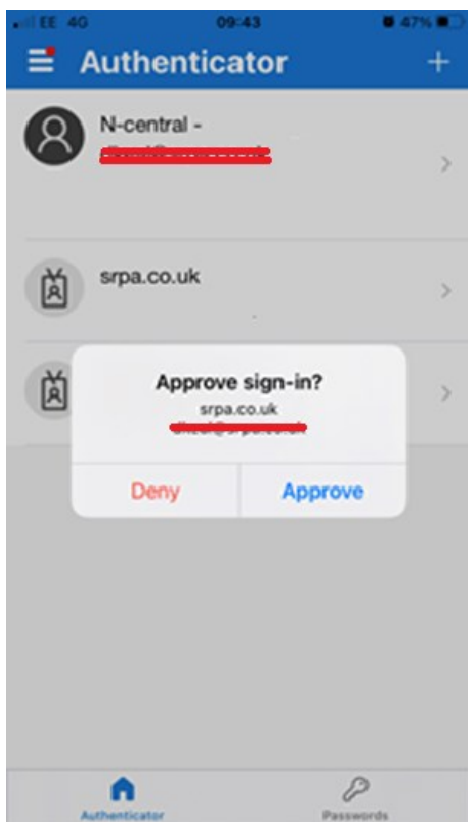 EE 4G 09:43 47%
Authenticator +
N-central -
srpa.co.uk
Approve sign-in?
srpa.co.uk
Deny Approve
Authenticator Passwords